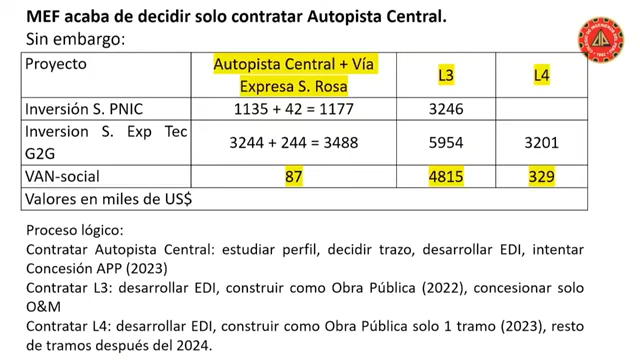 MEF acaba de decidir solo contratar Autopista Central.
Sin embargo:
Proyecto
Autopista Central + Vía
Expresa S. Rosa
L3
L4
Inversión S. PNIC
1135 + 42 = 1177
3246
Inversion S. Exp Tec
G2G
3244 + 244 = 3488
5954
3201
VAN-social
87
4815
329
Valores en miles de US$
Proceso lógico:
Contratar Autopista Central: estudiar perfil, decidir trazo, desarrollar EDI, intentar
Concesión APP (2023)
Contratar L3: desarrollar EDI, construir como Obra Pública (2022), concesionar solo
O&M
Contratar L4: desarrollar EDI, construir como Obra Pública solo 1 tramo (2023), resto
de tramos después del 2024.